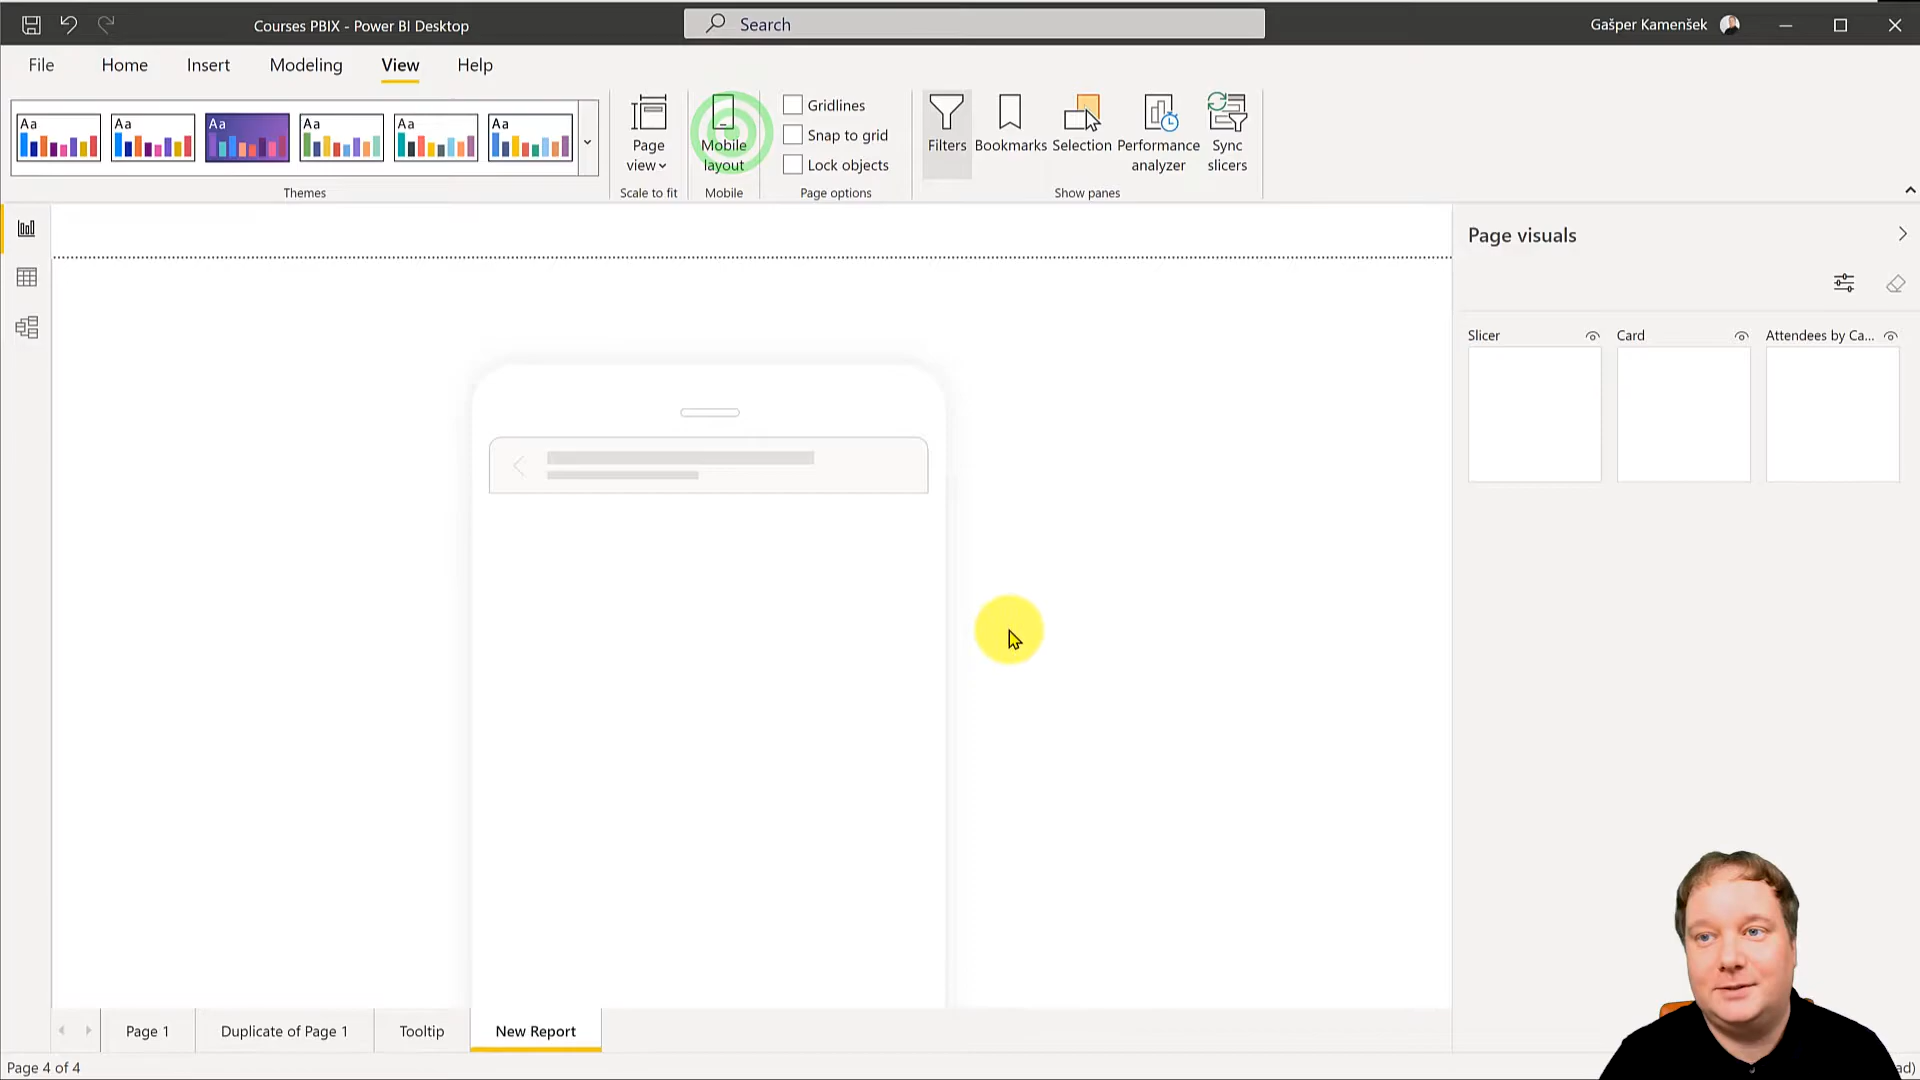 Courses PBIX - Power BI Desktop
Search
Gašper Kamenšek
File Home Insert Modeling View Help
Aa Aa Aa Aa Aa Aa
Themes
Page view
Scale to fit
Mobile layout
Mobile
Gridlines
Snap to grid
Lock objects
Page options
Filters
Bookmarks
Selection
Performance analyzer
Sync slicers
Show panes
Page visuals
Slicer
Card
Attendees by Ca...
Page 1
Duplicate of Page 1
Tooltip
New Report
Page 4 of 4